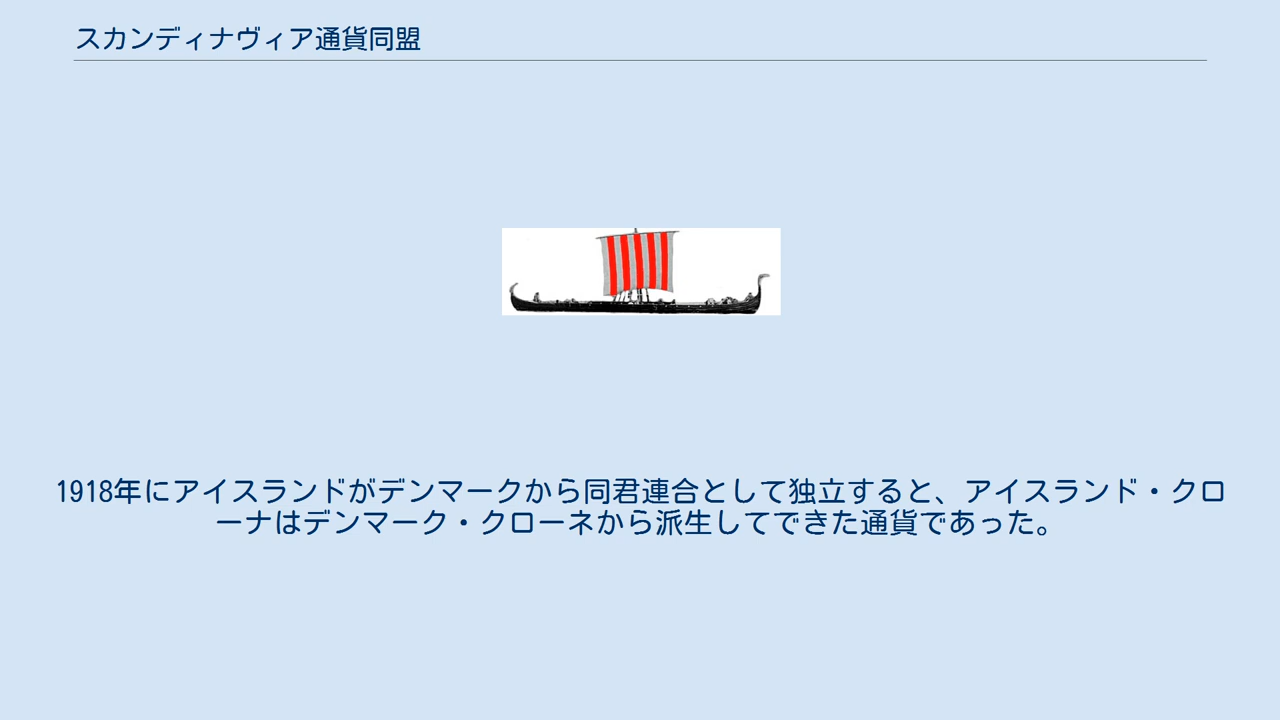 スカンディナヴィア通貨同盟
1918年にアイスランドがデンマークから同君連合として独立すると、アイスランド・クロ
ーナはデンマーク・クローネから派生してできた通貨であった。